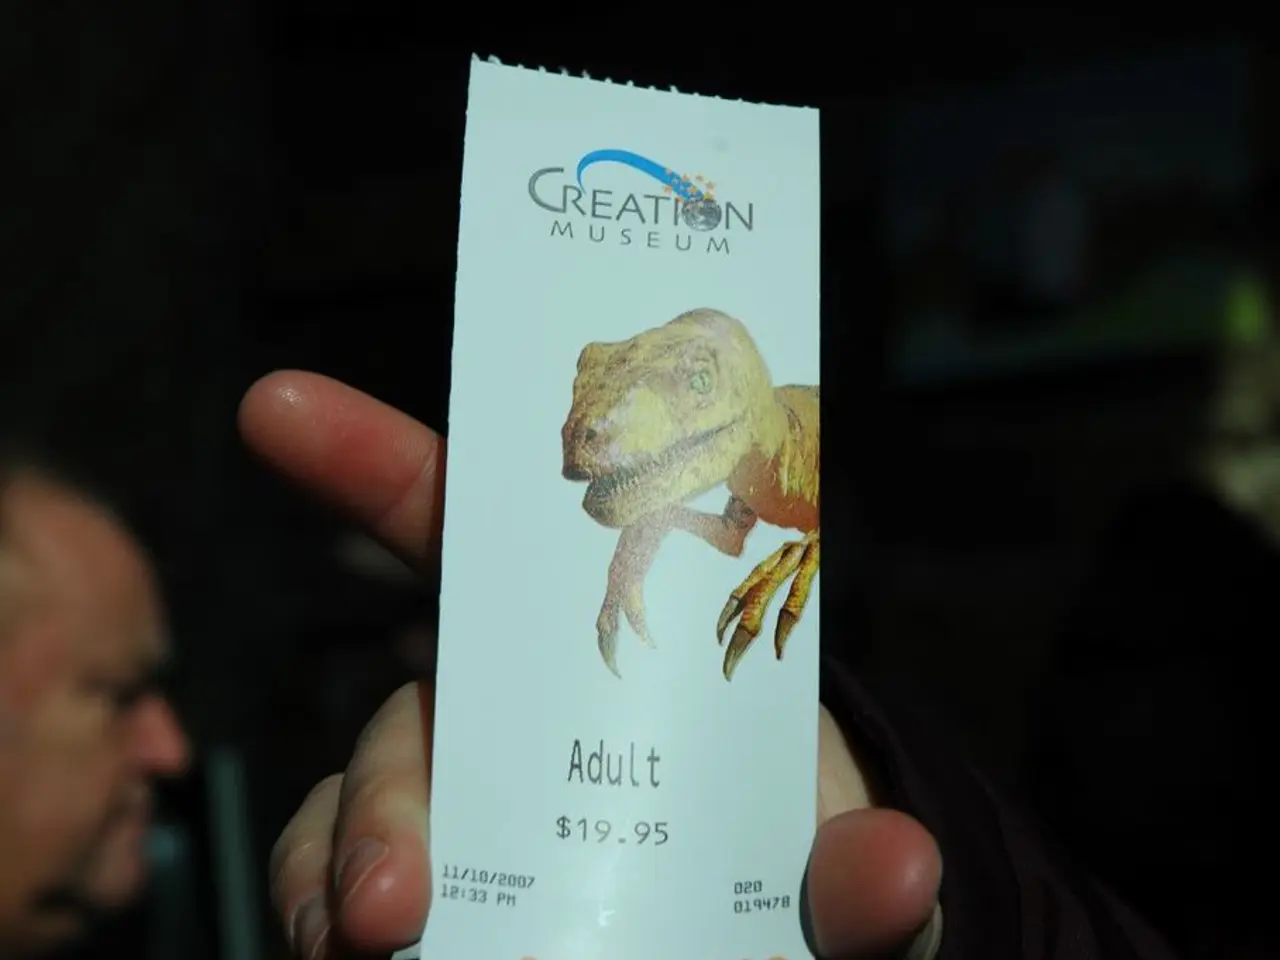 CREATION
MUSEUM
Adult
$19.95
11/10/2007
12:33 PM
020
019478